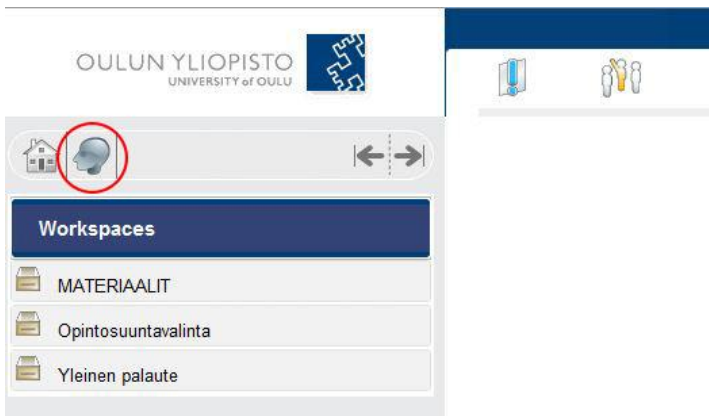 OULUN YLIOPISTO
UNIVERSITY of OULU
Workspaces
MATERIAALIT
Opintosuuntavalinta
Yleinen palaute